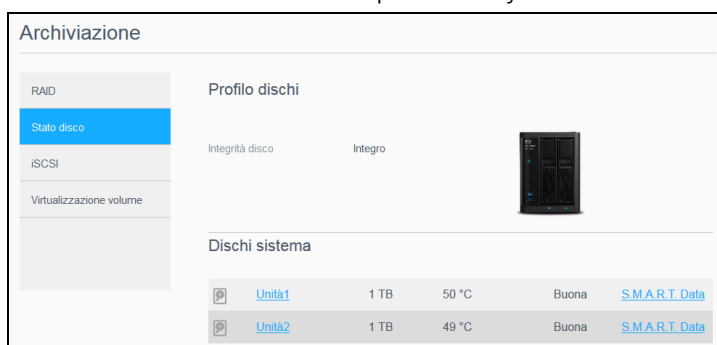 Archiviazione
RAID
Stato disco
iSCSI
Virtualizzazione volume
Profilo dischi
Integrità disco Integro
Dischi sistema
Unità1 1 TB 50 °C Buona S.M.A.R.T. Data
Unità2 1 TB 49 °C Buona S.M.A.R.T. Data